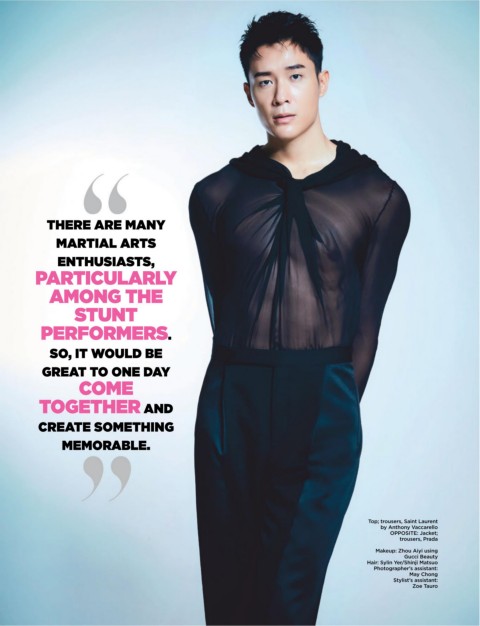 “
THERE ARE MANY
MARTIAL ARTS
ENTHUSIASTS,
PARTICULARLY
AMONG THE
STUNT
PERFORMERS.
SO, IT WOULD BE
GREAT TO ONE DAY
COME
TOGETHER AND
CREATE SOMETHING
MEMORABLE.
”
Top; trousers, Saint Laurent
by Anthony Vaccarello
OPPOSITE: Jacket;
trousers, Prada
Makeup: Zhou Aiyi using
Gucci Beauty
Hair: Sylin Yer/Shinji Matsuo
Photographer's assistant:
May Chong
Stylist's assistant:
Zoe Tauro